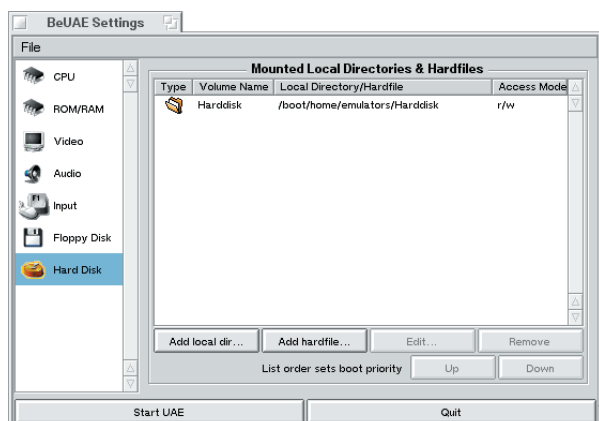 BeUAE Settings
File
CPU
ROM/RAM
Video
Audio
Input
Floppy Disk
Hard Disk
Mounted Local Directories & Hardfiles
Type Volume Name Local Directory/Hardfile Access Mode
Harddisk /boot/home/emulators/Harddisk r/w
Add local dir... Add hardfile... Edit... Remove
List order sets boot priority Up Down
Start UAE Quit